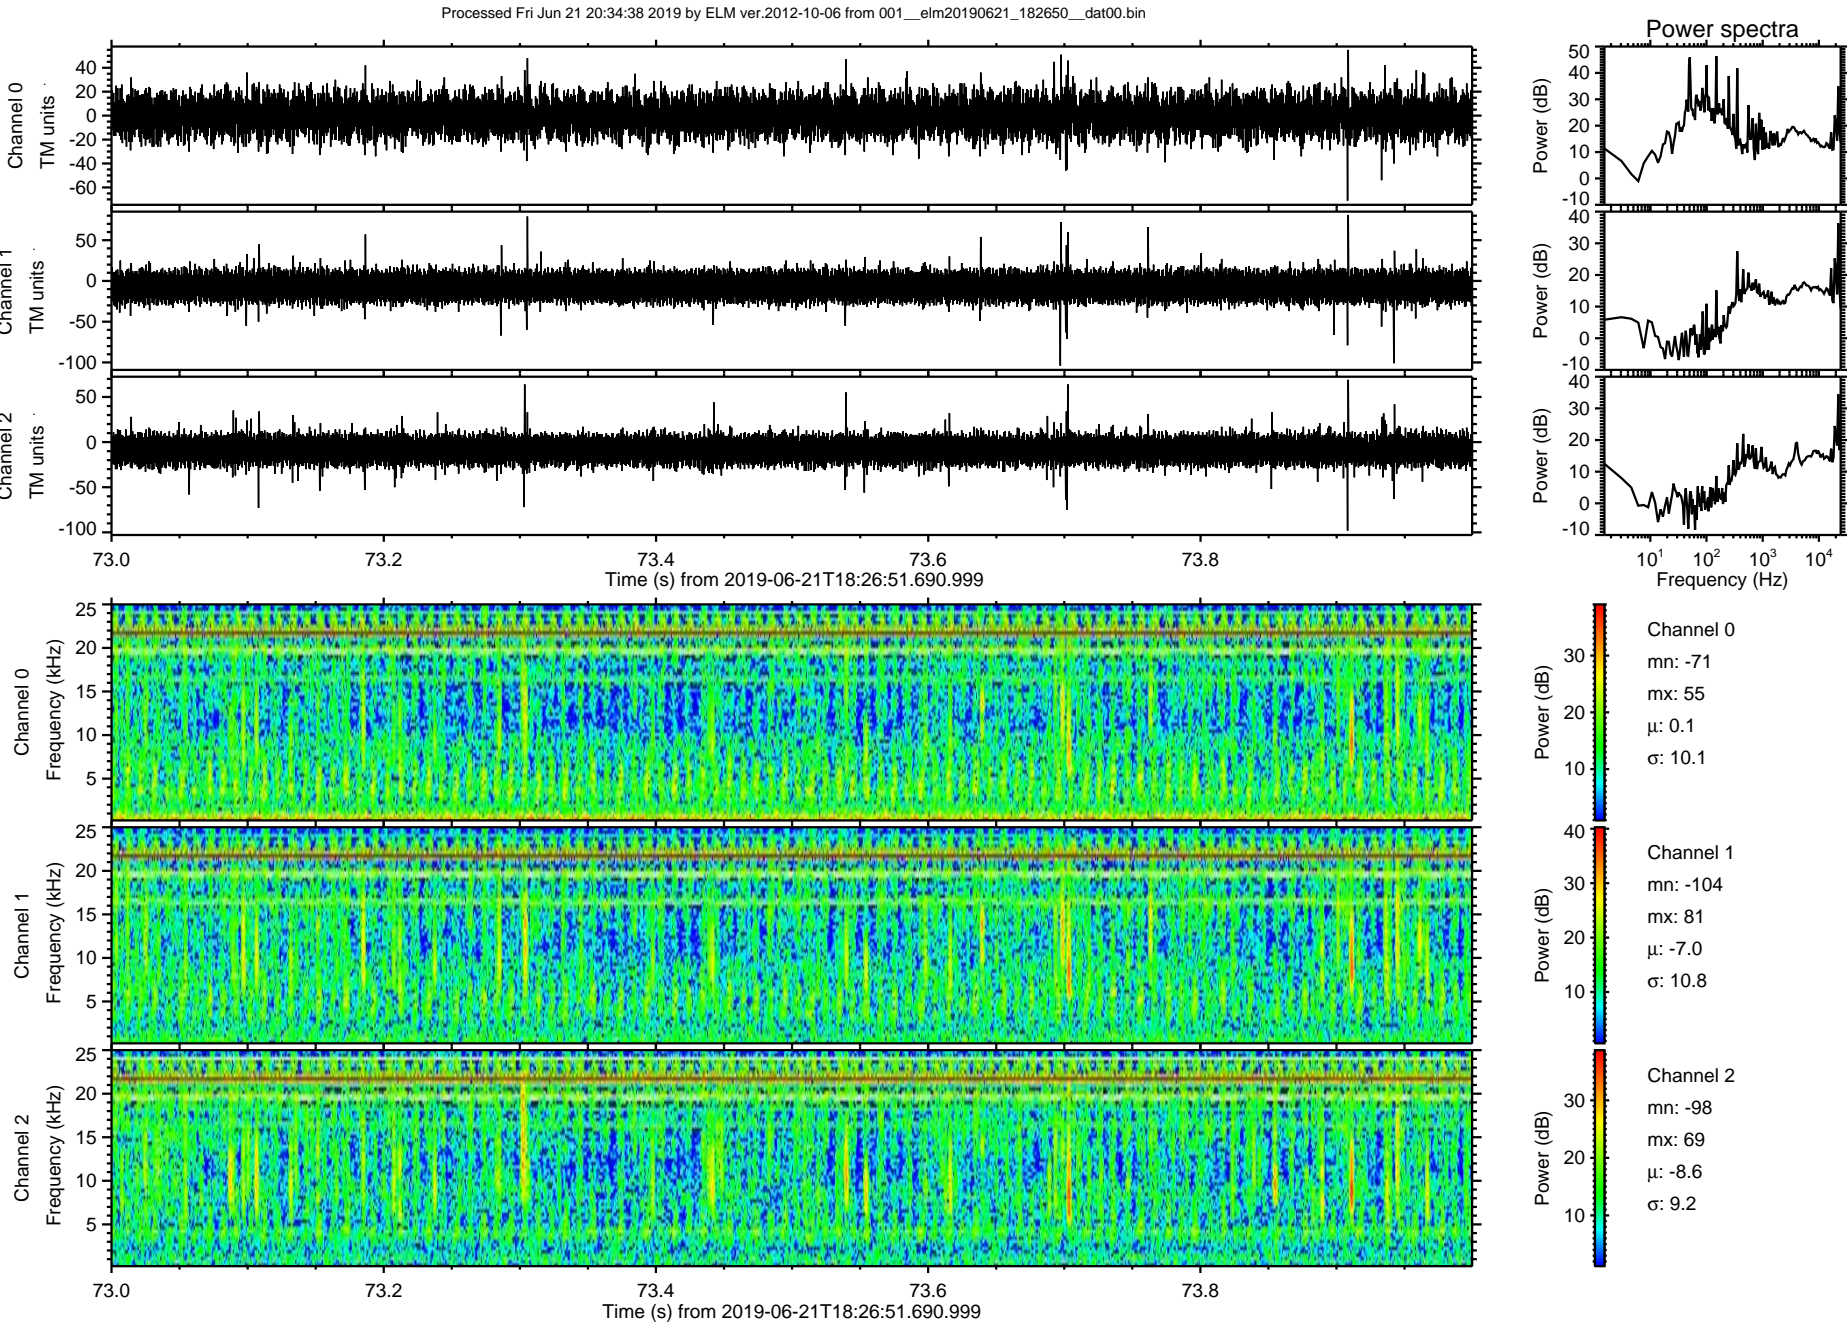 Processed Fri Jun 21 20:34:38 2019 by ELM ver.2012-10-06 from 001__elm20190621_182650__dat00.bin
Power spectra
Channel 0
TM units
40
20
0
-20
-40
-60
Power (dB)
50
40
30
20
10
0
-10
Channel 1
TM units
50
0
-50
-100
Power (dB)
40
30
20
10
0
-10
Channel 2
TM units
50
0
-50
-100
Power (dB)
40
30
20
10
0
-10
73.0 73.2 73.4 73.6 73.8
Time (s) from 2019-06-21T18:26:51.690.999
10^1 10^2 10^3 10^4
Frequency (Hz)
Channel 0
Frequency (kHz)
25
20
15
10
5
Power (dB)
30
20
10
Channel 0
mn: -71
mx: 55
μ: 0.1
σ: 10.1
Channel 1
Frequency (kHz)
25
20
15
10
5
Power (dB)
40
30
20
10
Channel 1
mn: -104
mx: 81
μ: -7.0
σ: 10.8
Channel 2
Frequency (kHz)
25
20
15
10
5
Power (dB)
30
20
10
Channel 2
mn: -98
mx: 69
μ: -8.6
σ: 9.2
73.0 73.2 73.4 73.6 73.8
Time (s) from 2019-06-21T18:26:51.690.999